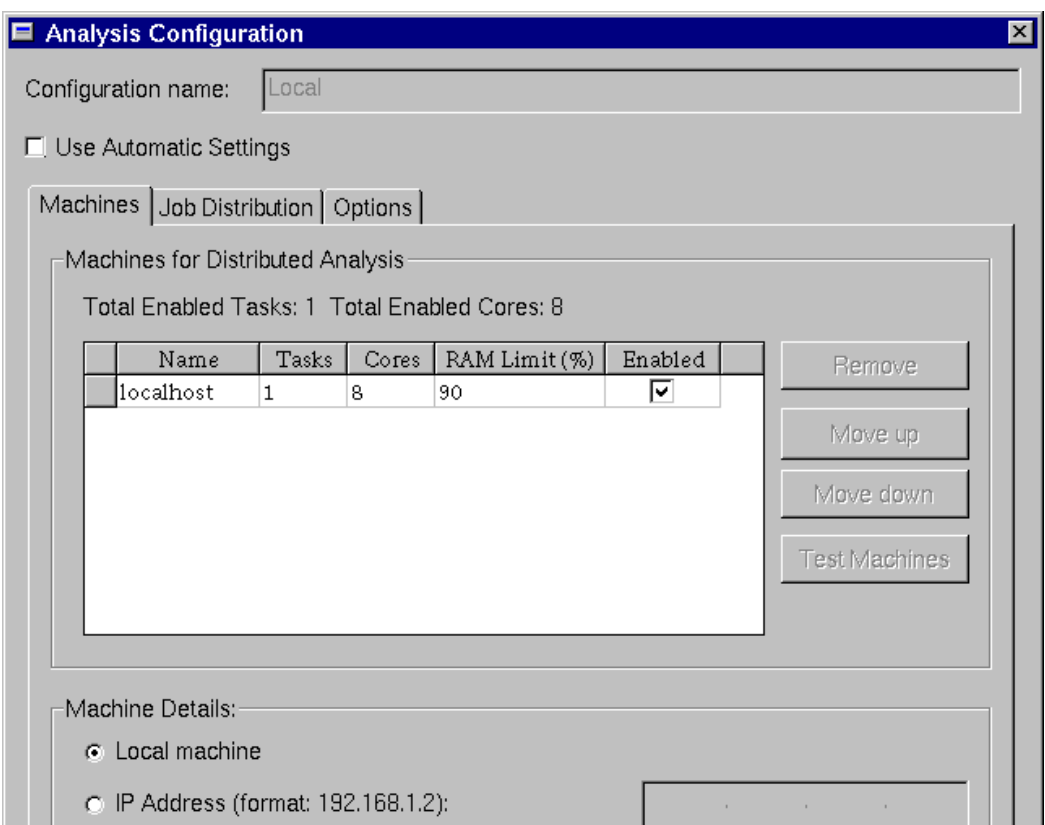 Analysis Configuration
Configuration name: Local
Use Automatic Settings
Machines Job Distribution Options
Machines for Distributed Analysis
Total Enabled Tasks: 1 Total Enabled Cores: 8
Name Tasks Cores RAM Limit (%) Enabled
localhost 1 8 90
Remove
Move up
Move down
Test Machines
Machine Details:
Local machine
IP Address (format: 192.168.1.2): . . .